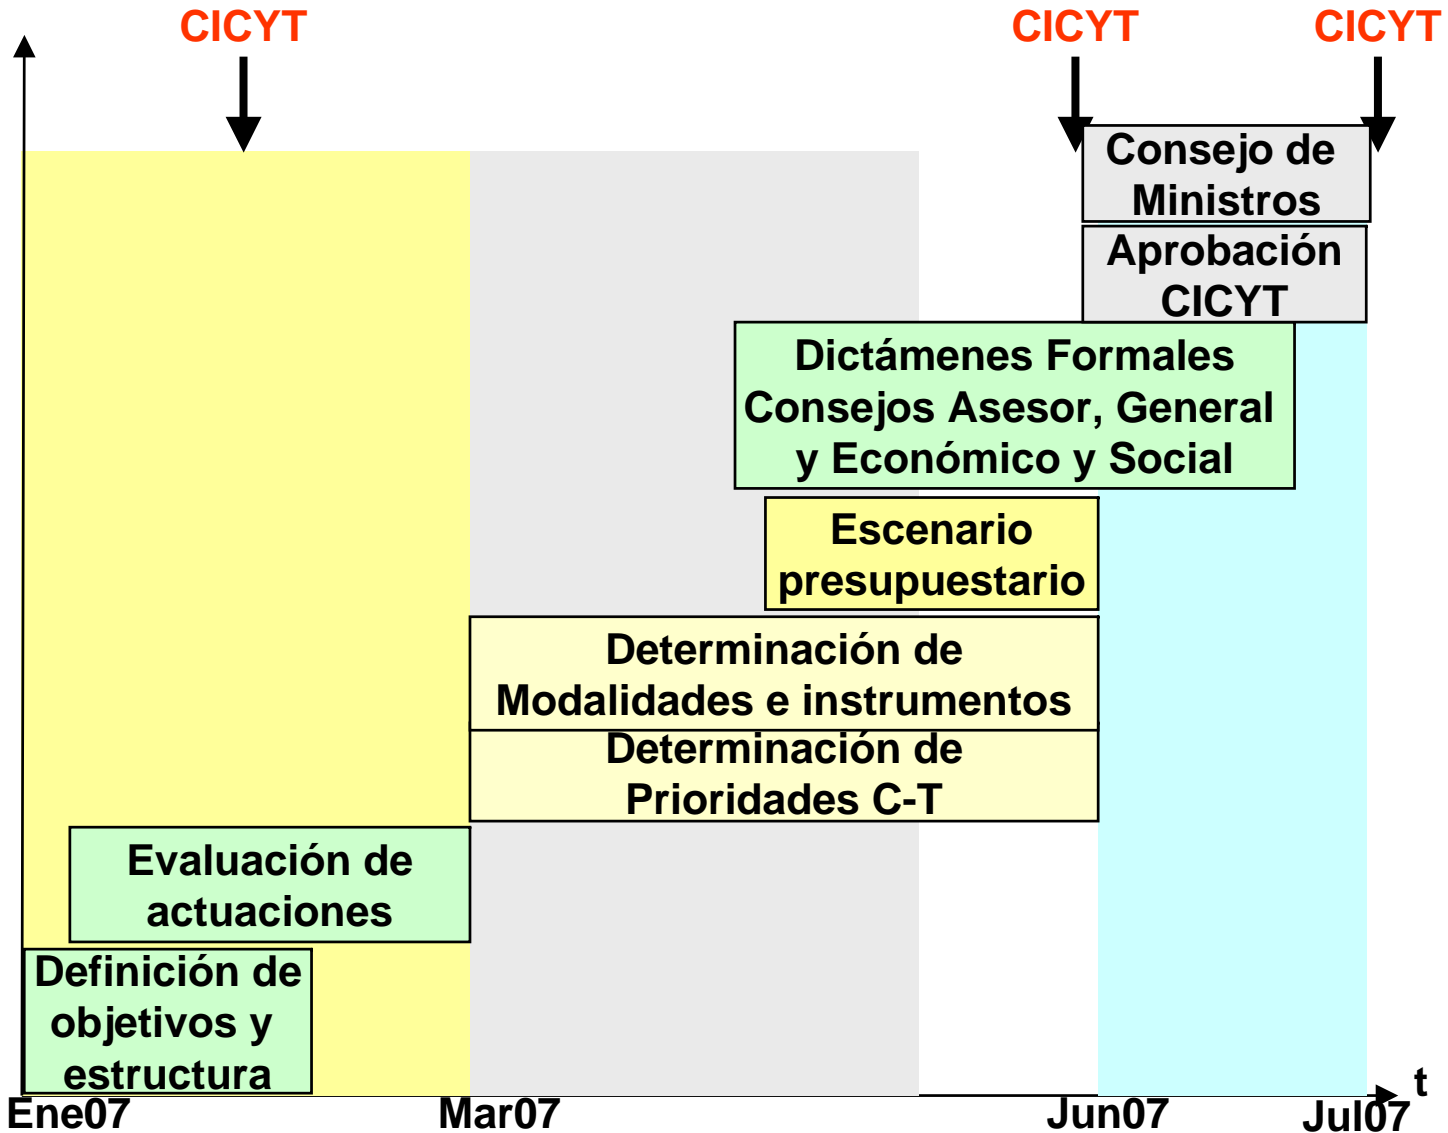 CICYT
CICYT
CICYT
Consejo de
Ministros
Aprobación
CICYT
Dictámenes Formales
Consejos Asesor, General
y Económico y Social
Escenario
presupuestario
Determinación de
Modalidades e instrumentos
Determinación de
Prioridades C-T
Evaluación de
actuaciones
Definición de
objetivos y
estructura
t
Ene07
Mar07
Jun07
Jul07